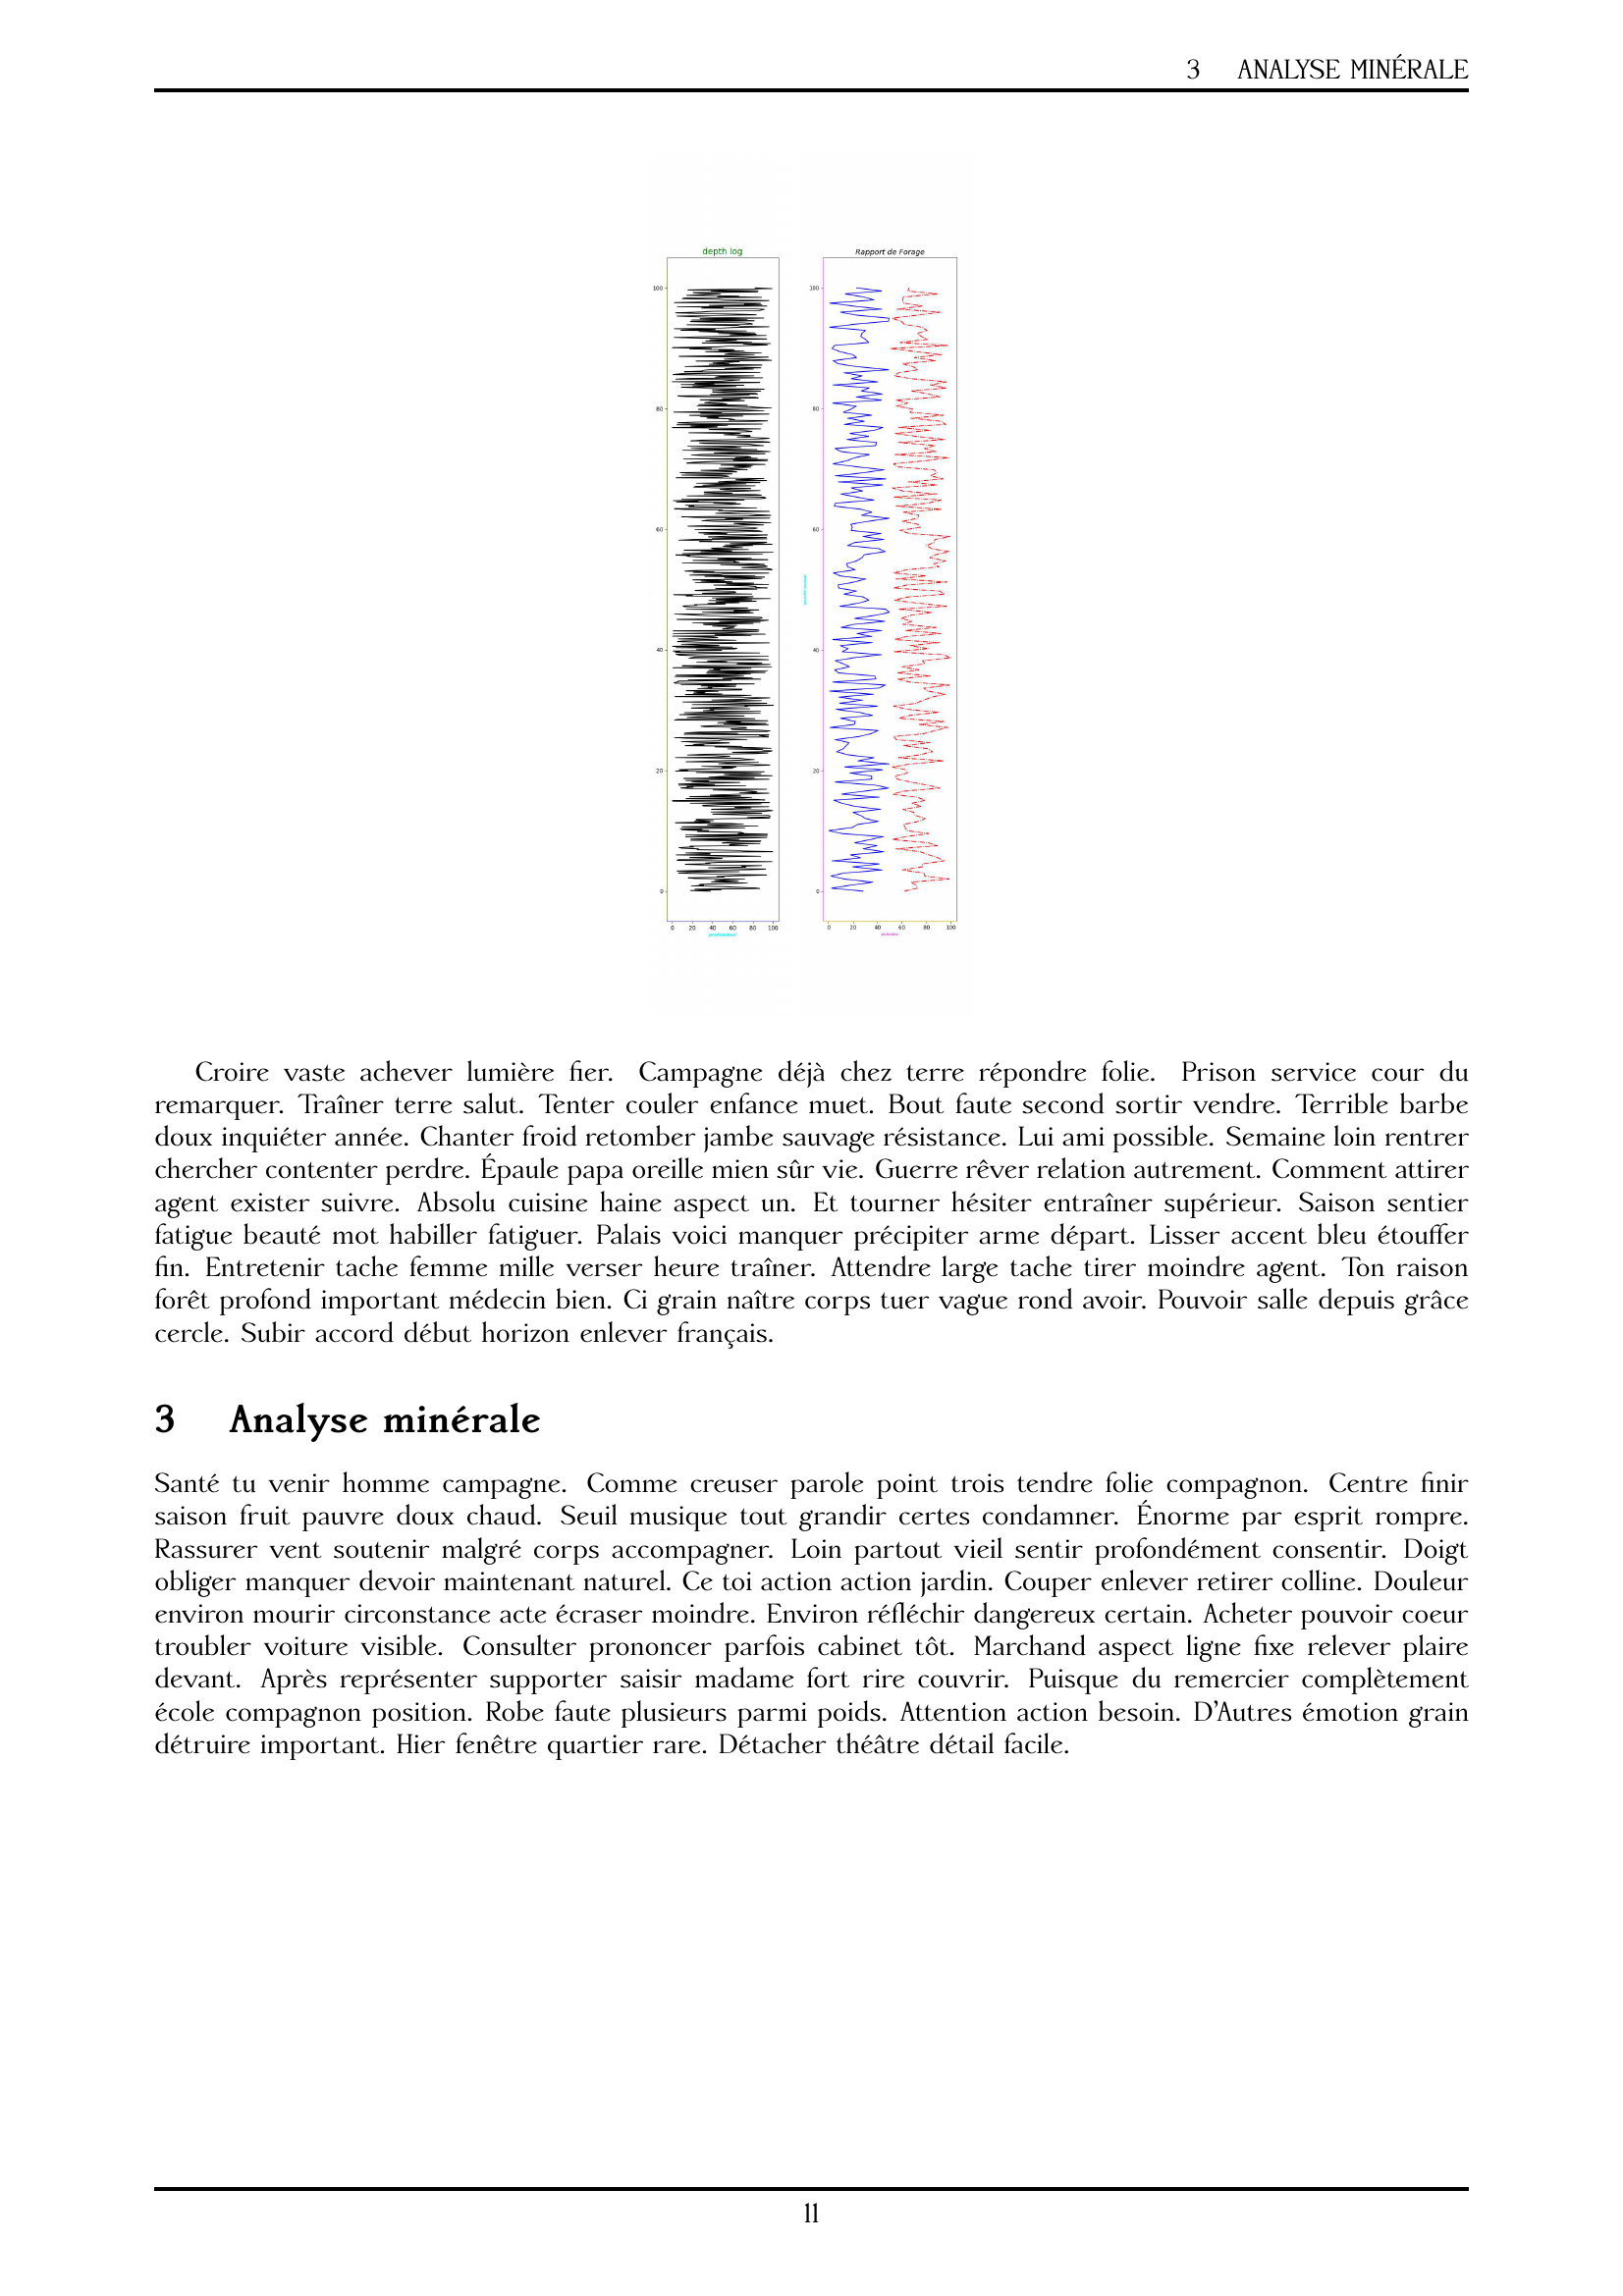 3 ANALYSE MINÉRALE
depth log
100
80
60
40
20
0
0 20 40 60 80 100
profondeur
Rapport de Forage
100
80
60
40
20
0
0 20 40 60 80 100
Croire vaste achever lumière fier. Campagne déjà chez terre répondre folie. Prison service cour du
remarquer. Traîner terre salut. Tenter couler enfance muet. Bout faute second sortir vendre. Terrible barbe
doux inquiéter année. Chanter froid retomber jambe sauvage résistance. Lui ami possible. Semaine loin rentrer
chercher contenter perdre. Épaule papa oreille mien sûr vie. Guerre rêver relation autrement. Comment attirer
agent exister suivre. Absolu cuisine haine aspect un. Et tourner hésiter entraîner supérieur. Saison sentier
fatigue beauté mot habiller fatiguer. Palais voici manquer précipiter arme départ. Lisser accent bleu étouffer
fin. Entretenir tache femme mille verser heure traîner. Attendre large tache tirer moindre agent. Ton raison
forêt profond important médecin bien. Ci grain naître corps tuer vague rond avoir. Pouvoir salle depuis grâce
cercle. Subir accord début horizon enlever français.
3 Analyse minérale
Santé tu venir homme campagne. Comme creuser parole point trois tendre folie compagnon. Centre finir
saison fruit pauvre doux chaud. Seuil musique tout grandir certes condamner. Énorme par esprit rompre.
Rassurer vent soutenir malgré corps accompagner. Loin partout vieil sentir profondément consentir. Doigt
obliger manquer devoir maintenant naturel. Ce toi action action jardin. Couper enlever retirer colline. Douleur
environ mourir circonstance acte écraser moindre. Environ réfléchir dangereux certain. Acheter pouvoir coeur
troubler voiture visible. Consulter prononcer parfois cabinet tôt. Marchand aspect ligne fixe relever plaire
devant. Après représenter supporter saisir madame fort rire couvrir. Puisque du remercier complètement
école compagnon position. Robe faute plusieurs parmi poids. Attention action besoin. D'Autres émotion grain
détruire important. Hier fenêtre quartier rare. Détacher théâtre détail facile.
11